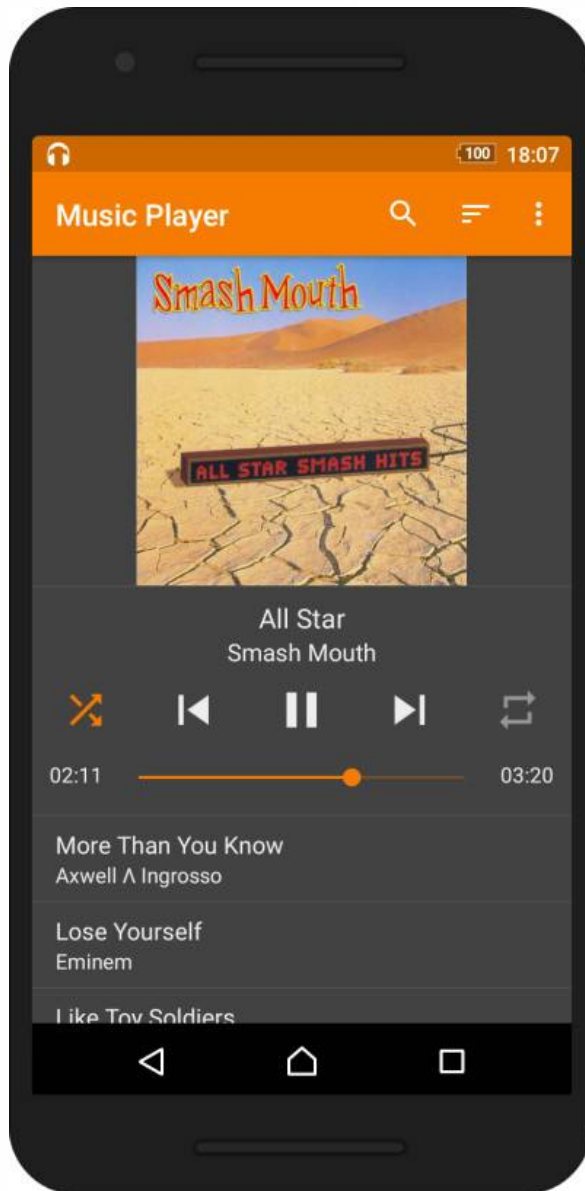 100 18:07
Music Player
Smash Mouth
ALL STAR SMASH HITS
All Star
Smash Mouth
02:11 03:20
More Than You Know
Axwell Λ Ingrosso
Lose Yourself
Eminem
Like Toy Soldiers